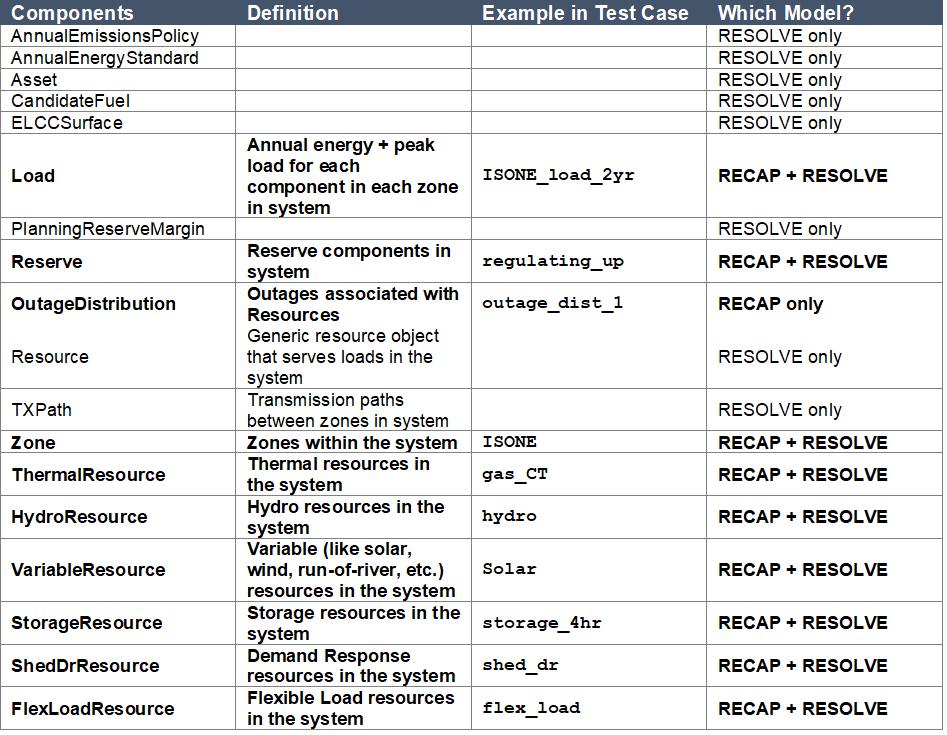 Components Definition Example in Test Case Which Model?
AnnualEmissionsPolicy RESOLVE only
AnnualEnergyStandard RESOLVE only
Asset RESOLVE only
CandidateFuel RESOLVE only
ELCCSurface RESOLVE only
Load
Annual energy + peak
load for each
component in each zone
in system
ISONE_load_2yr
RECAP + RESOLVE
PlanningReserveMargin RESOLVE only
Reserve
Reserve components in
system
regulating_up
RECAP + RESOLVE
OutageDistribution
Outages associated with
Resources
outage_dist_1
RECAP only
Resource
Generic resource object
that serves loads in the
system
RESOLVE only
TXPath
Transmission paths
between zones in system
RESOLVE only
Zone Zones within the system ISONE RECAP + RESOLVE
ThermalResource
Thermal resources in
the system
gas_CT
RECAP + RESOLVE
HydroResource
Hydro resources in the
system
hydro
RECAP + RESOLVE
VariableResource
Variable (like solar,
wind, run-of-river, etc.)
resources in the system
Solar
RECAP + RESOLVE
StorageResource
Storage resources in the
system
storage_4hr
RECAP + RESOLVE
ShedDrResource
Demand Response
resources in the system
shed_dr
RECAP + RESOLVE
FlexLoadResource
Flexible Load resources
in the system
flex_load
RECAP + RESOLVE